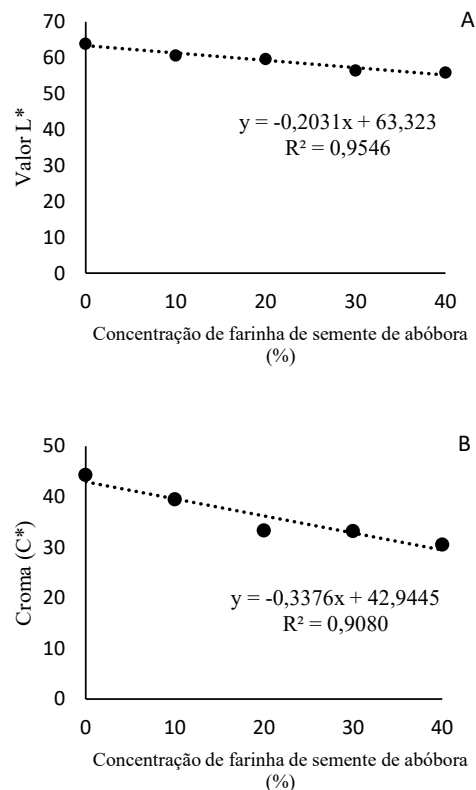 A
70
60
50
40
30
20
10
0
Valor L*
y = -0,2031x + 63,323
R² = 0,9546
0 10 20 30 40
Concentração de farinha de semente de abóbora
(%)
B
50
40
30
20
10
0
Croma (C*)
y = -0,3376x + 42,9445
R² = 0,9080
0 10 20 30 40
Concentração de farinha de semente de abóbora
(%)